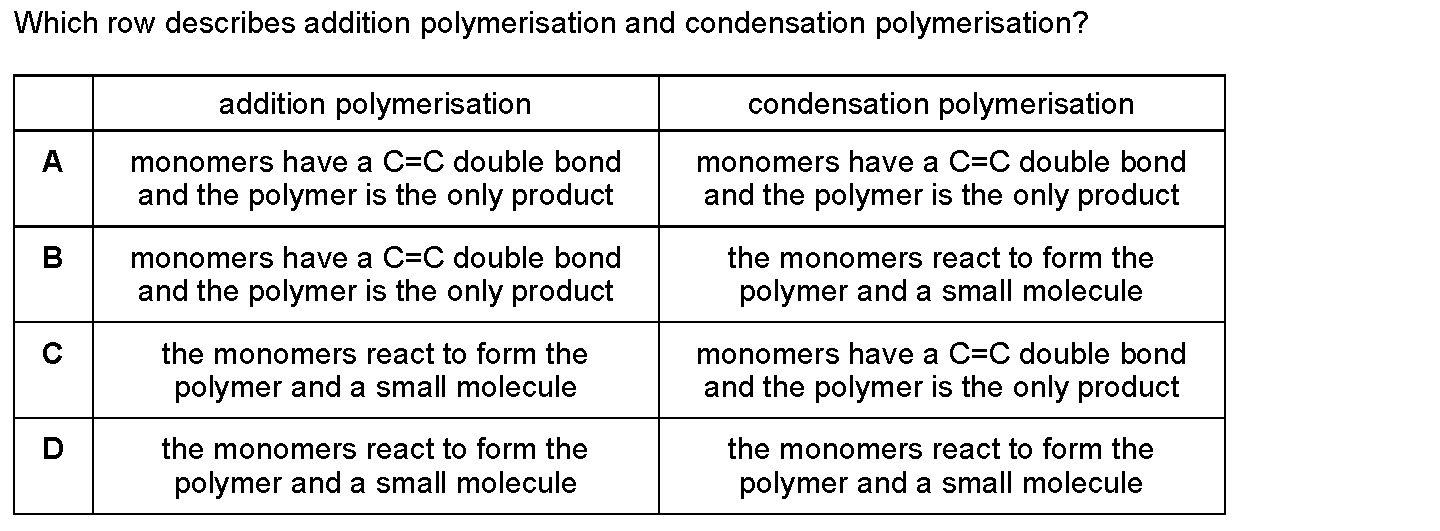 Which row describes addition polymerisation and condensation polymerisation?
addition polymerisation condensation polymerisation
A monomers have a C=C double bond monomers have a C=C double bond
and the polymer is the only product and the polymer is the only product
B monomers have a C=C double bond the monomers react to form the
and the polymer is the only product polymer and a small molecule
C the monomers react to form the monomers have a C=C double bond
polymer and a small molecule and the polymer is the only product
D the monomers react to form the the monomers react to form the
polymer and a small molecule polymer and a small molecule